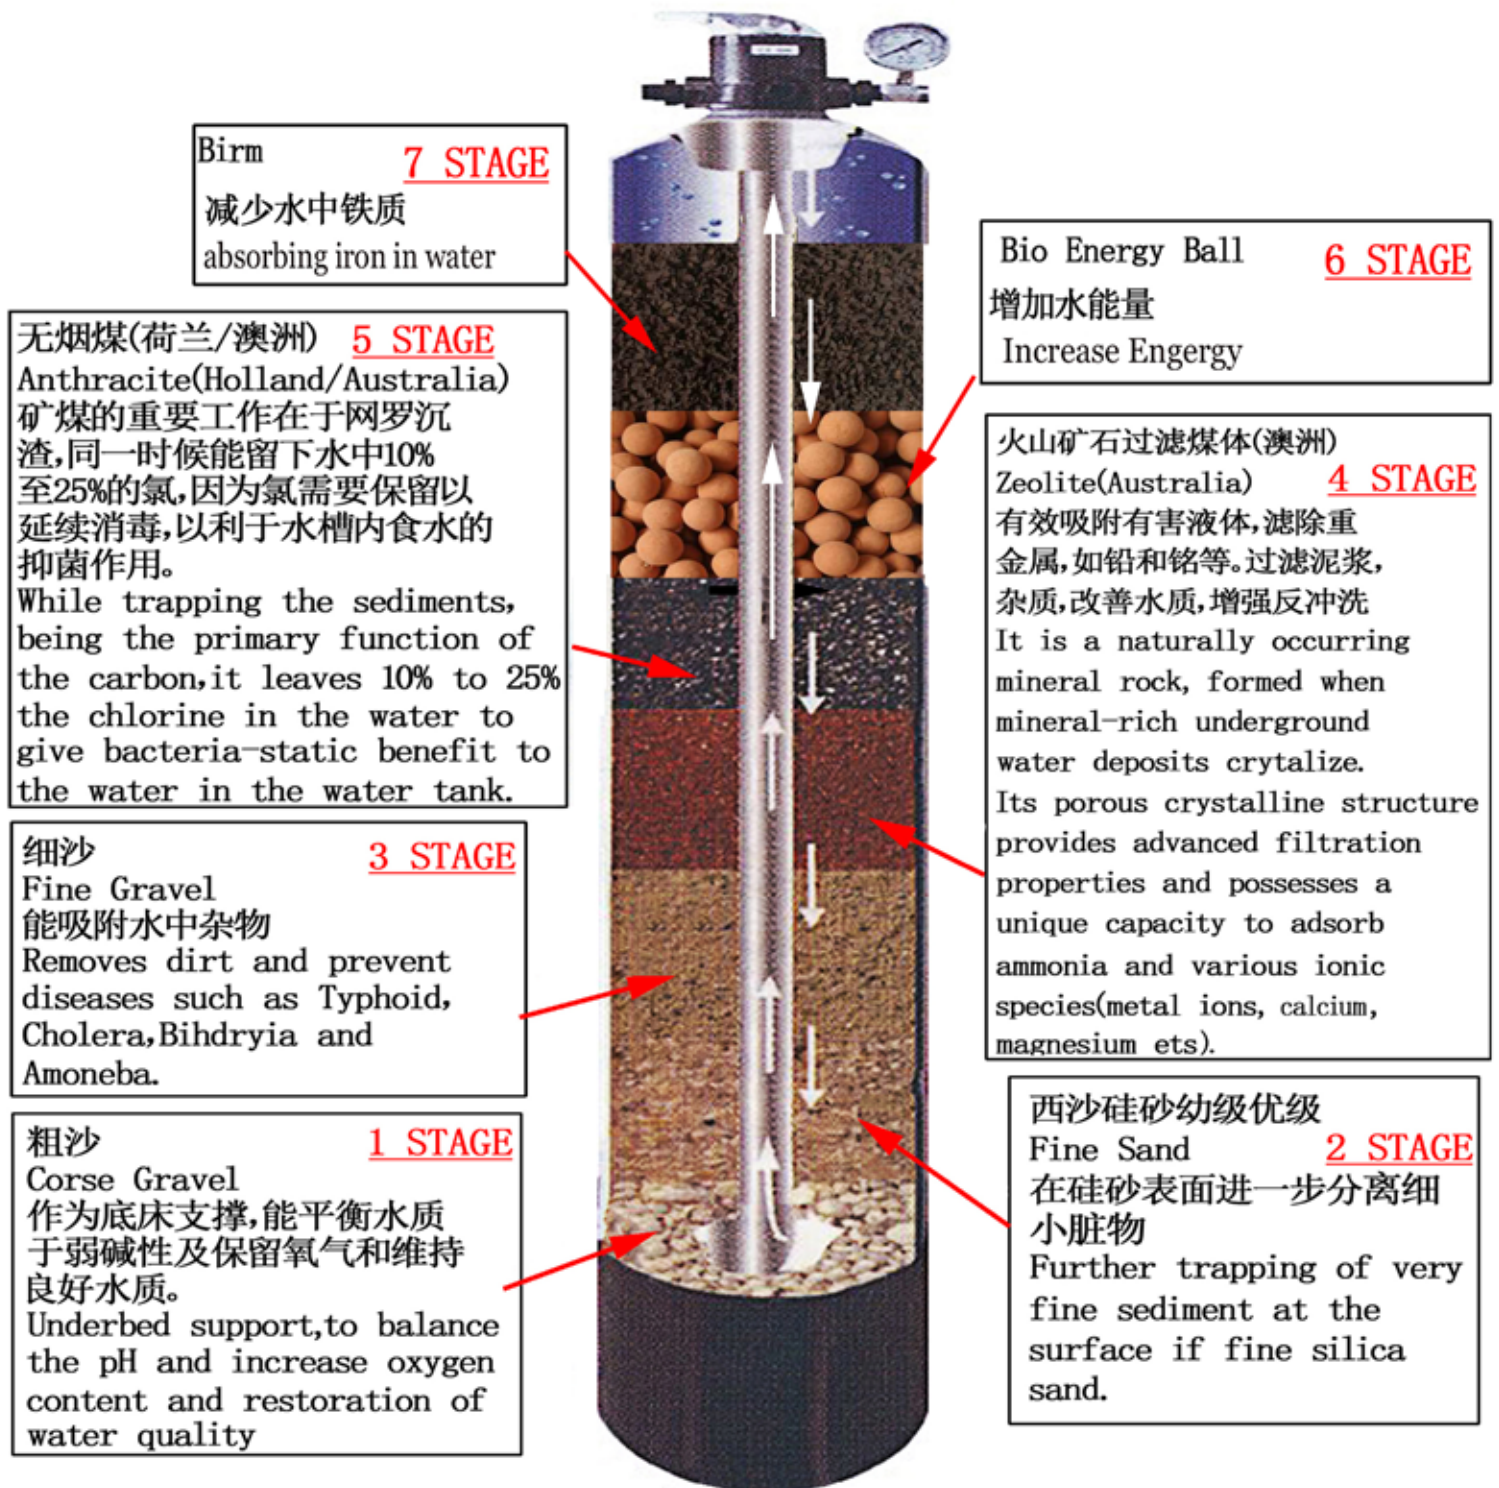 Birm
7 STAGE
减少水中铁质
absorbing iron in water
Bio Energy Ball
6 STAGE
增加水能量
Increase Engergy
无烟煤(荷兰/澳洲)
5 STAGE
Anthracite(Holland/Australia)
矿煤的重要工作在于网罗沉
渣,同一时候能留下水中10%
至25%的氯,因为氯需要保留以
延续消毒,以利于水槽内食水的
抑菌作用。
While trapping the sediments,
being the primary function of
the carbon,it leaves 10% to 25%
the chlorine in the water to
give bacteria-static benefit to
the water in the water tank.
火山矿石过滤煤体(澳洲)
Zeolite(Australia)
4 STAGE
有效吸附有害液体,滤除重
金属,如铅和铭等。过滤泥浆,
杂质,改善水质,增强反冲洗
It is a naturally occurring
mineral rock, formed when
mineral-rich underground
water deposits crytalize.
Its porous crystalline structure
provides advanced filtration
properties and possesses a
unique capacity to adsorb
ammonia and various ionic
species(metal ions, calcium,
magnesium ets).
细沙
3 STAGE
Fine Gravel
能吸附水中杂物
Removes dirt and prevent
diseases such as Typhoid,
Cholera,Bihdryia and
Amoneba.
西沙硅砂幼级优级
Fine Sand
2 STAGE
在硅砂表面进一步分离细
小脏物
Further trapping of very
fine sediment at the
surface if fine silica
sand.
粗沙
1 STAGE
Corse Gravel
作为底床支撑,能平衡水质
于弱碱性及保留氧气和维持
良好水质。
Underbed support,to balance
the pH and increase oxygen
content and restoration of
water quality